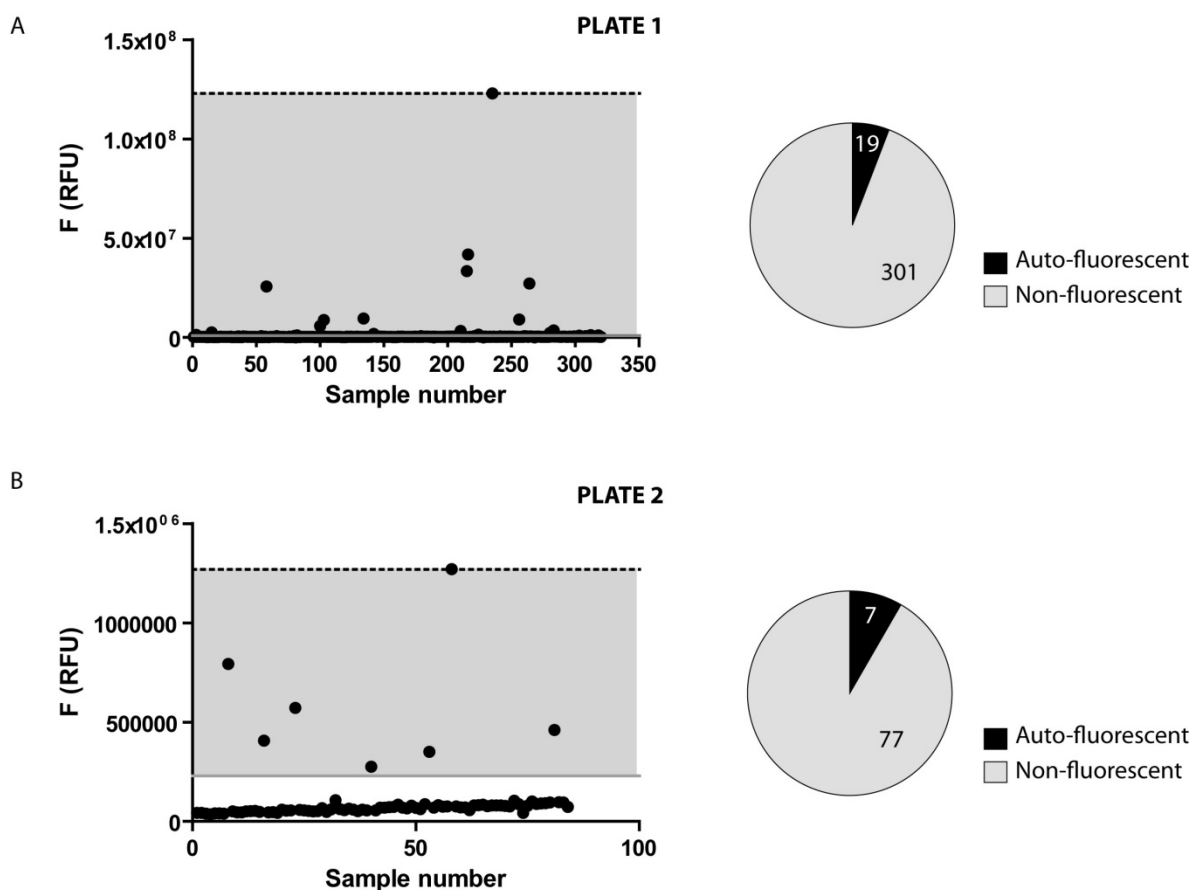 A
PLATE 1
1.5x10⁸
1.0x10⁸
5.0x10⁷
0
F (RFU)
0 50 100 150 200 250 300 350
Sample number
19
301
Auto-fluorescent
Non-fluorescent
B
PLATE 2
1.5x10⁰⁶
1000000
500000
0
F (RFU)
0 50 100
Sample number
7
77
Auto-fluorescent
Non-fluorescent